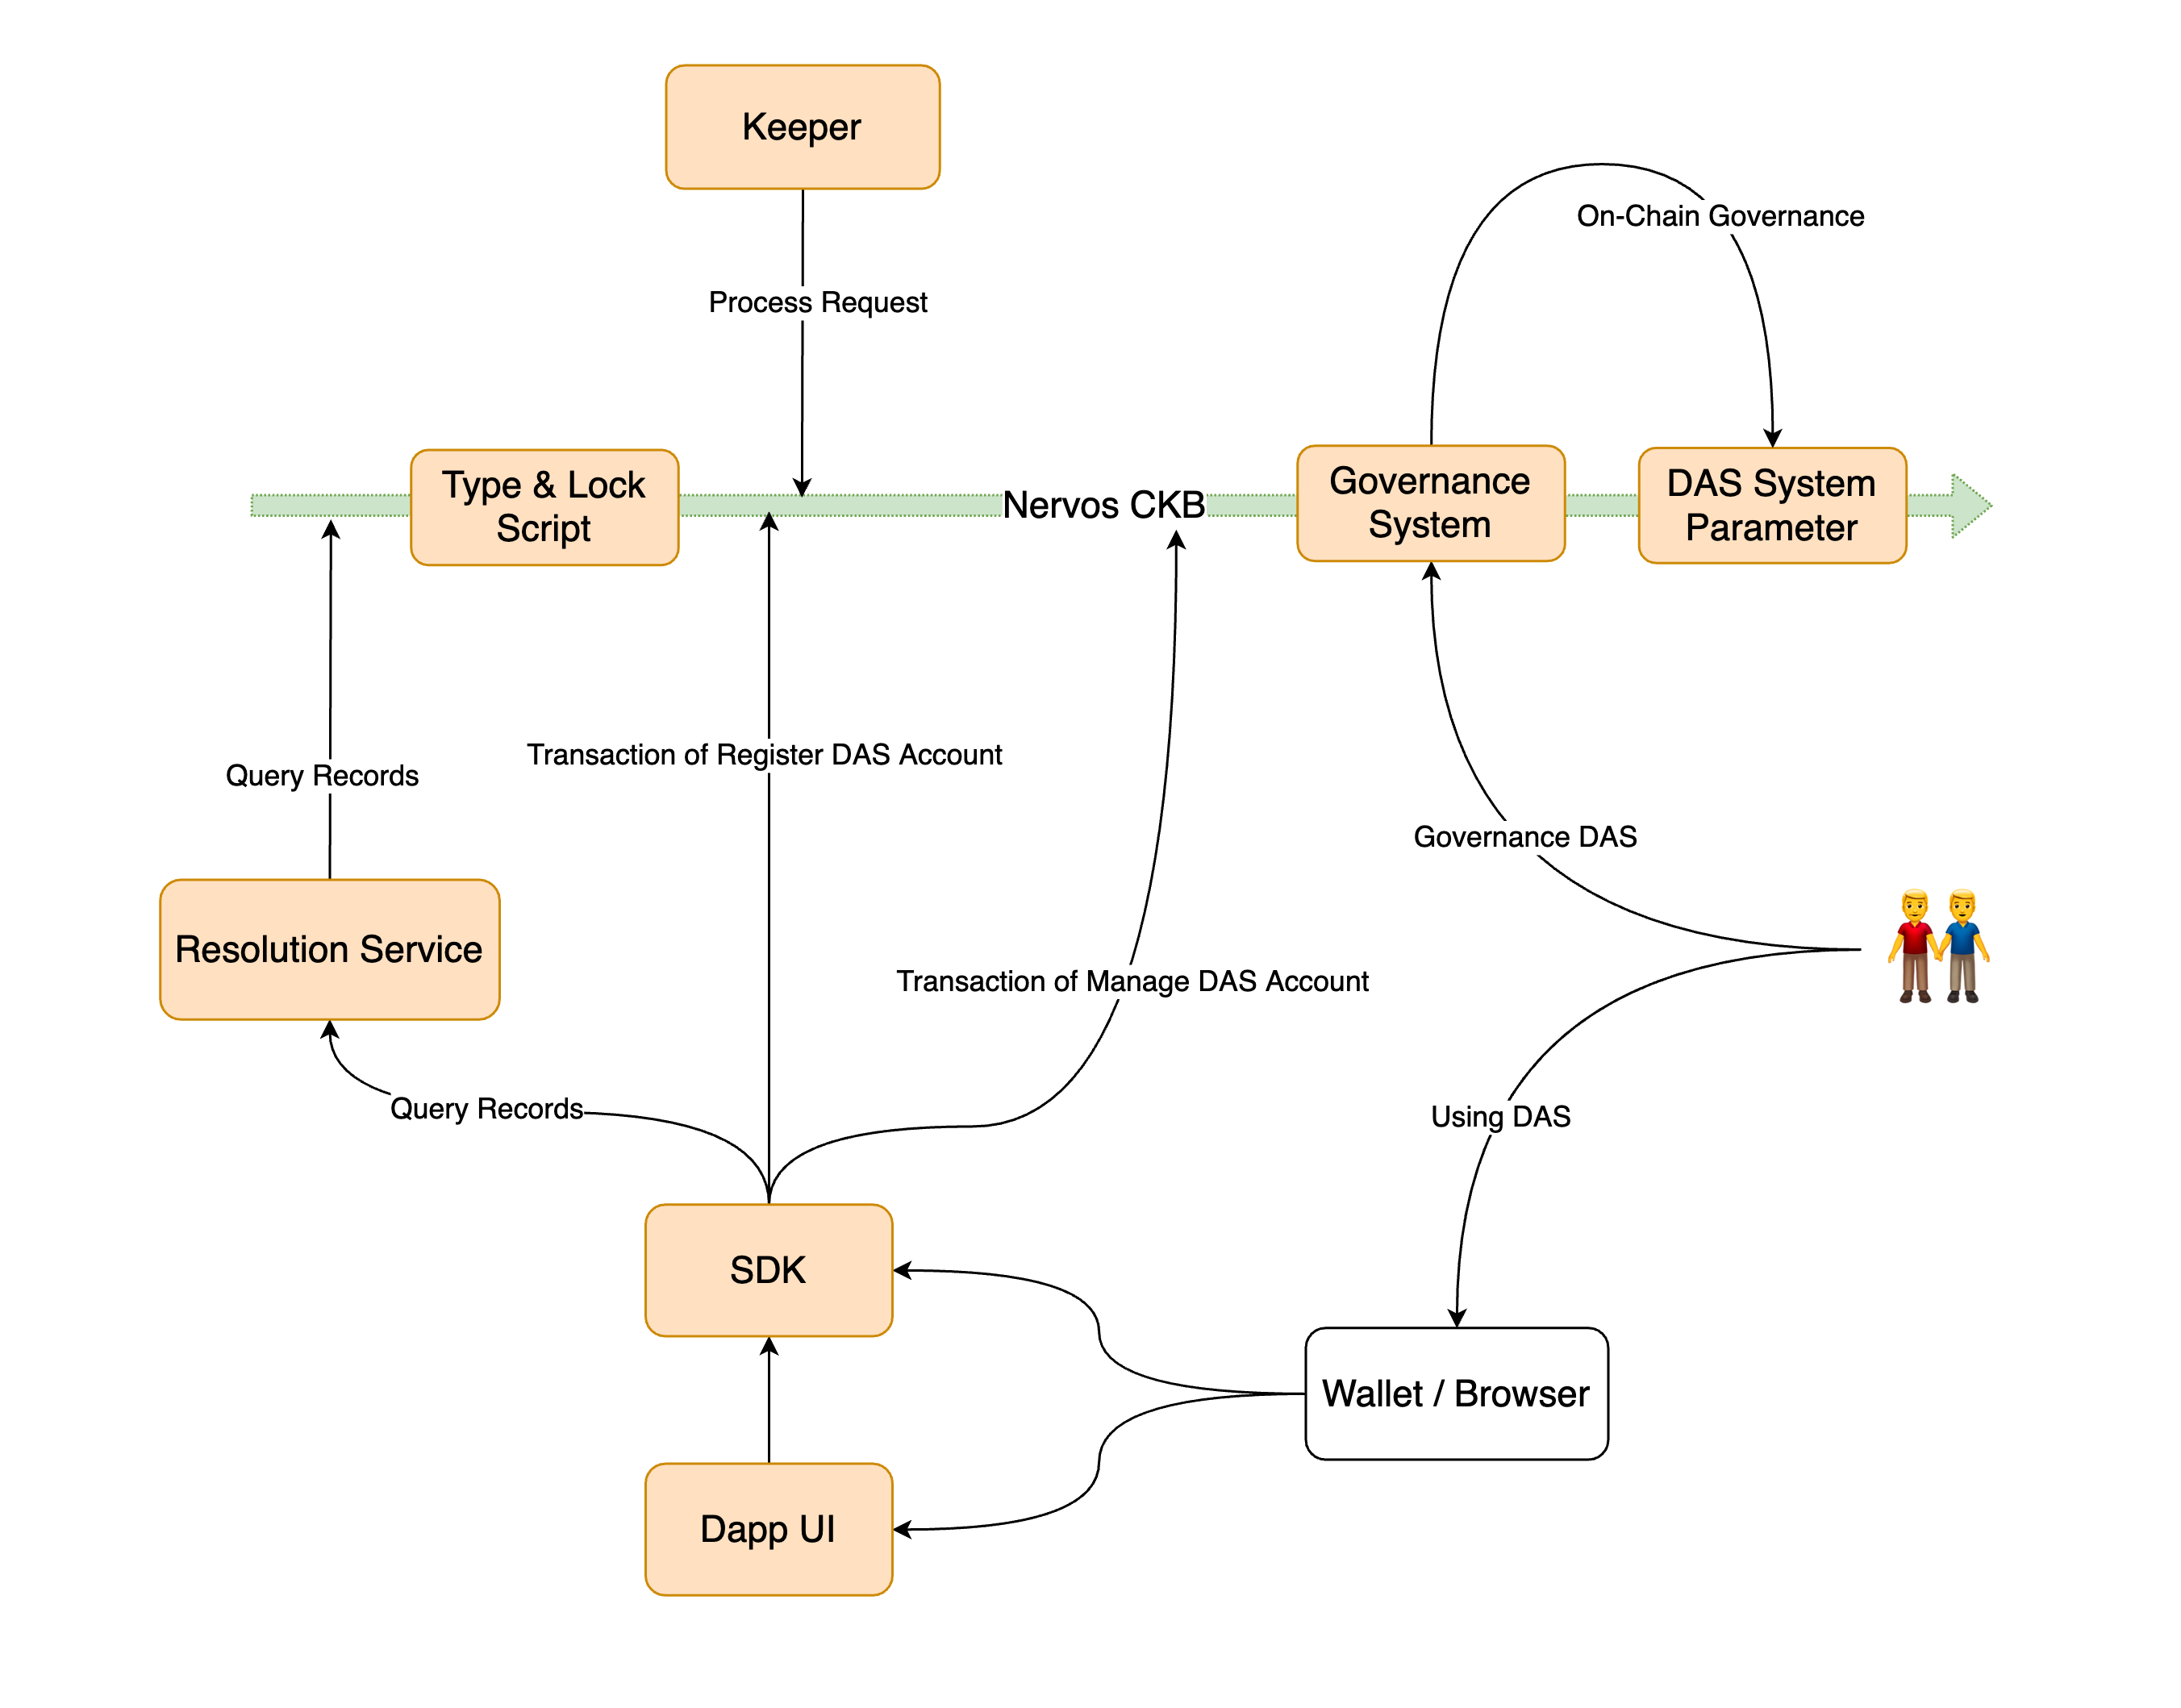 Keeper
On-Chain Governance
Process Request
Type & Lock
Script
Nervos CKB
Governance
System
DAS System
Parameter
Transaction of Register DAS Account
Query Records
Governance DAS
Resolution Service
Transaction of Manage DAS Account
Query Records
Using DAS
SDK
Wallet / Browser
Dapp UI